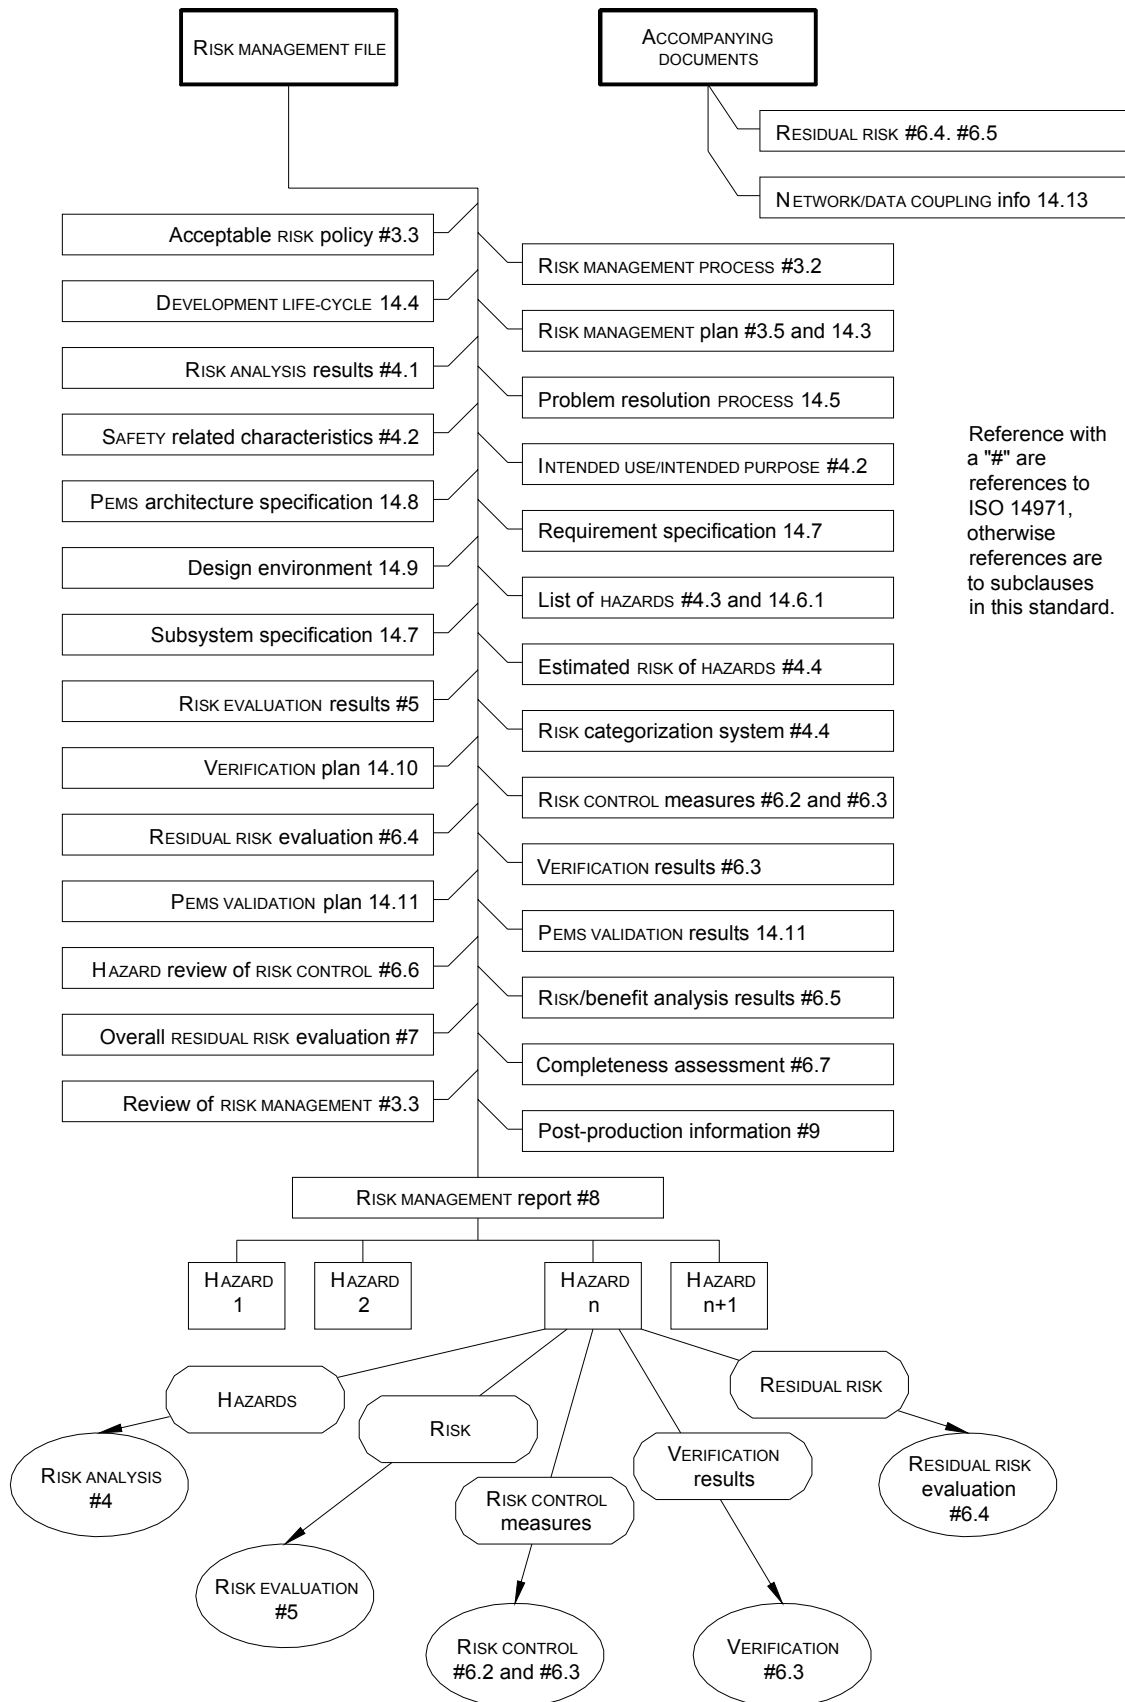 RISK MANAGEMENT FILE
ACCOMPANYING
DOCUMENTS
RESIDUAL RISK #6.4. #6.5
NETWORK/DATA COUPLING info 14.13
Acceptable RISK policy #3.3
RISK MANAGEMENT PROCESS #3.2
DEVELOPMENT LIFE-CYCLE 14.4
RISK MANAGEMENT plan #3.5 and 14.3
RISK ANALYSIS results #4.1
Problem resolution PROCESS 14.5
SAFETY related characteristics #4.2
INTENDED USE/INTENDED PURPOSE #4.2
PEMS architecture specification 14.8
Requirement specification 14.7
Design environment 14.9
List of HAZARDS #4.3 and 14.6.1
Subsystem specification 14.7
Estimated RISK of HAZARDS #4.4
RISK EVALUATION results #5
RISK categorization system #4.4
VERIFICATION plan 14.10
RISK CONTROL measures #6.2 and #6.3
RESIDUAL RISK evaluation #6.4
VERIFICATION results #6.3
PEMS VALIDATION plan 14.11
PEMS VALIDATION results 14.11
HAZARD review of RISK CONTROL #6.6
RISK/benefit analysis results #6.5
Overall RESIDUAL RISK evaluation #7
Completeness assessment #6.7
Review of RISK MANAGEMENT #3.3
Post-production information #9
Reference with
a "#" are
references to
ISO 14971,
otherwise
references are
to subclauses
in this standard.
RISK MANAGEMENT report #8
HAZARD
1
HAZARD
2
HAZARD
n
HAZARD
n+1
HAZARDS
RISK
RISK CONTROL
measures
VERIFICATION
results
RESIDUAL RISK
RISK ANALYSIS
#4
RISK EVALUATION
#5
RISK CONTROL
#6.2 and #6.3
VERIFICATION
#6.3
RESIDUAL RISK
evaluation
#6.4